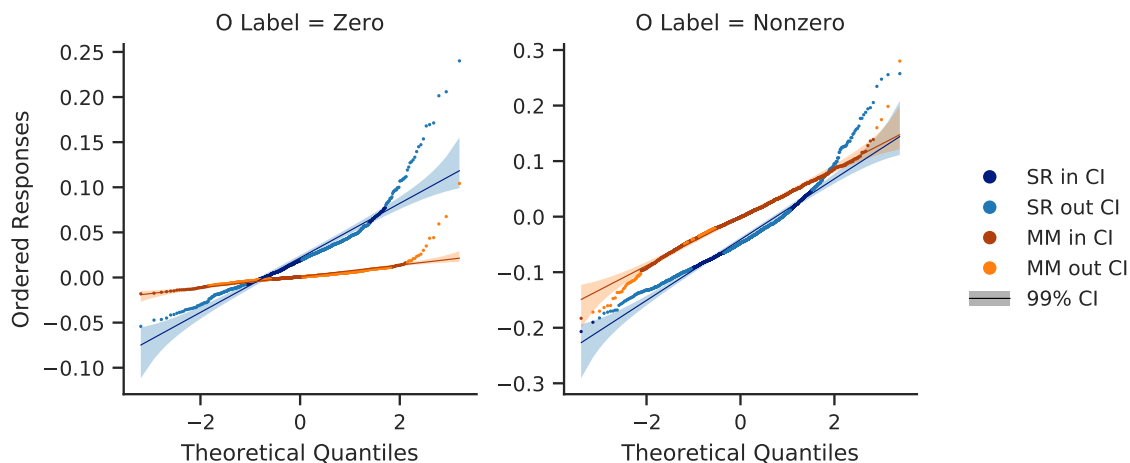 O Label = Zero
O Label = Nonzero
Ordered Responses
0.25
0.20
0.15
0.10
0.05
0.00
−0.05
−0.10
−2
0
2
Theoretical Quantiles
0.3
0.2
0.1
0.0
−0.1
−0.2
−0.3
−2
0
2
Theoretical Quantiles
SR in CI
SR out CI
MM in CI
MM out CI
99% CI